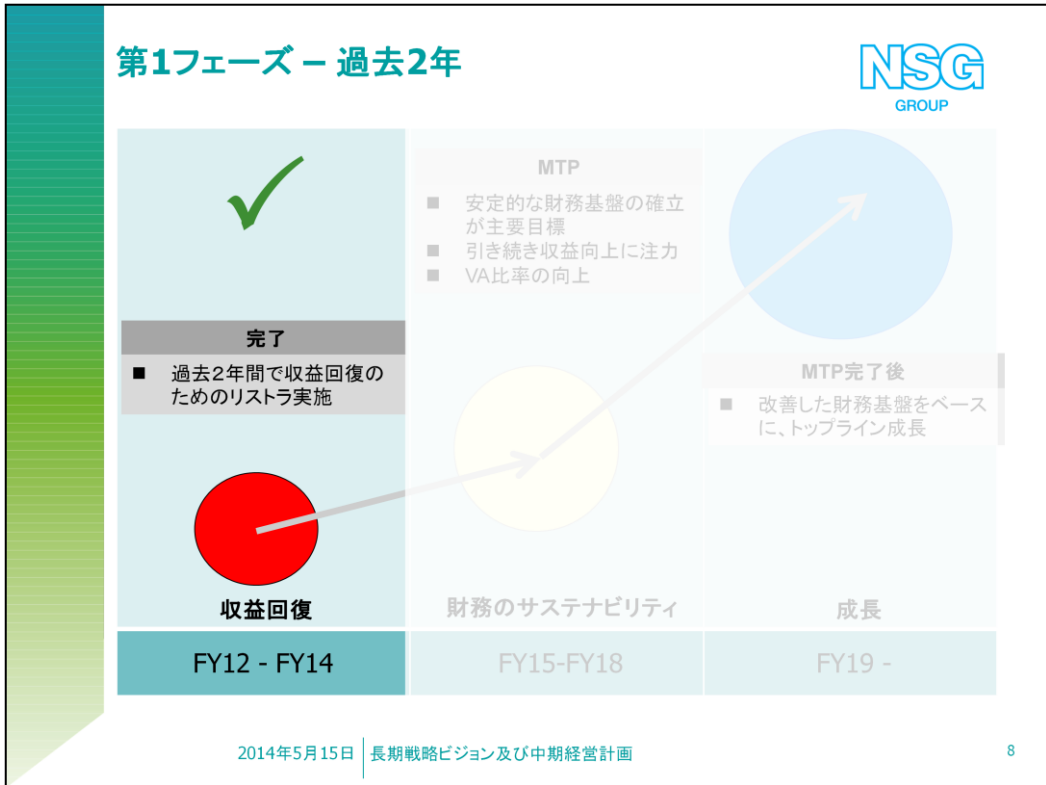 第1フェーズ – 過去2年
NSG
GROUP
完了
■ 過去２年間で収益回復の
ためのリストラ実施
収益回復
FY12 - FY14
MTP
■ 安定的な財務基盤の確立
が主要目標
■ 引き続き収益向上に注力
■ VA比率の向上
財務のサステナビリティ
FY15-FY18
MTP完了後
■ 改善した財務基盤をベース
に、トップライン成長
成長
FY19 -
2014年5月15日
長期戦略ビジョン及び中期経営計画
8